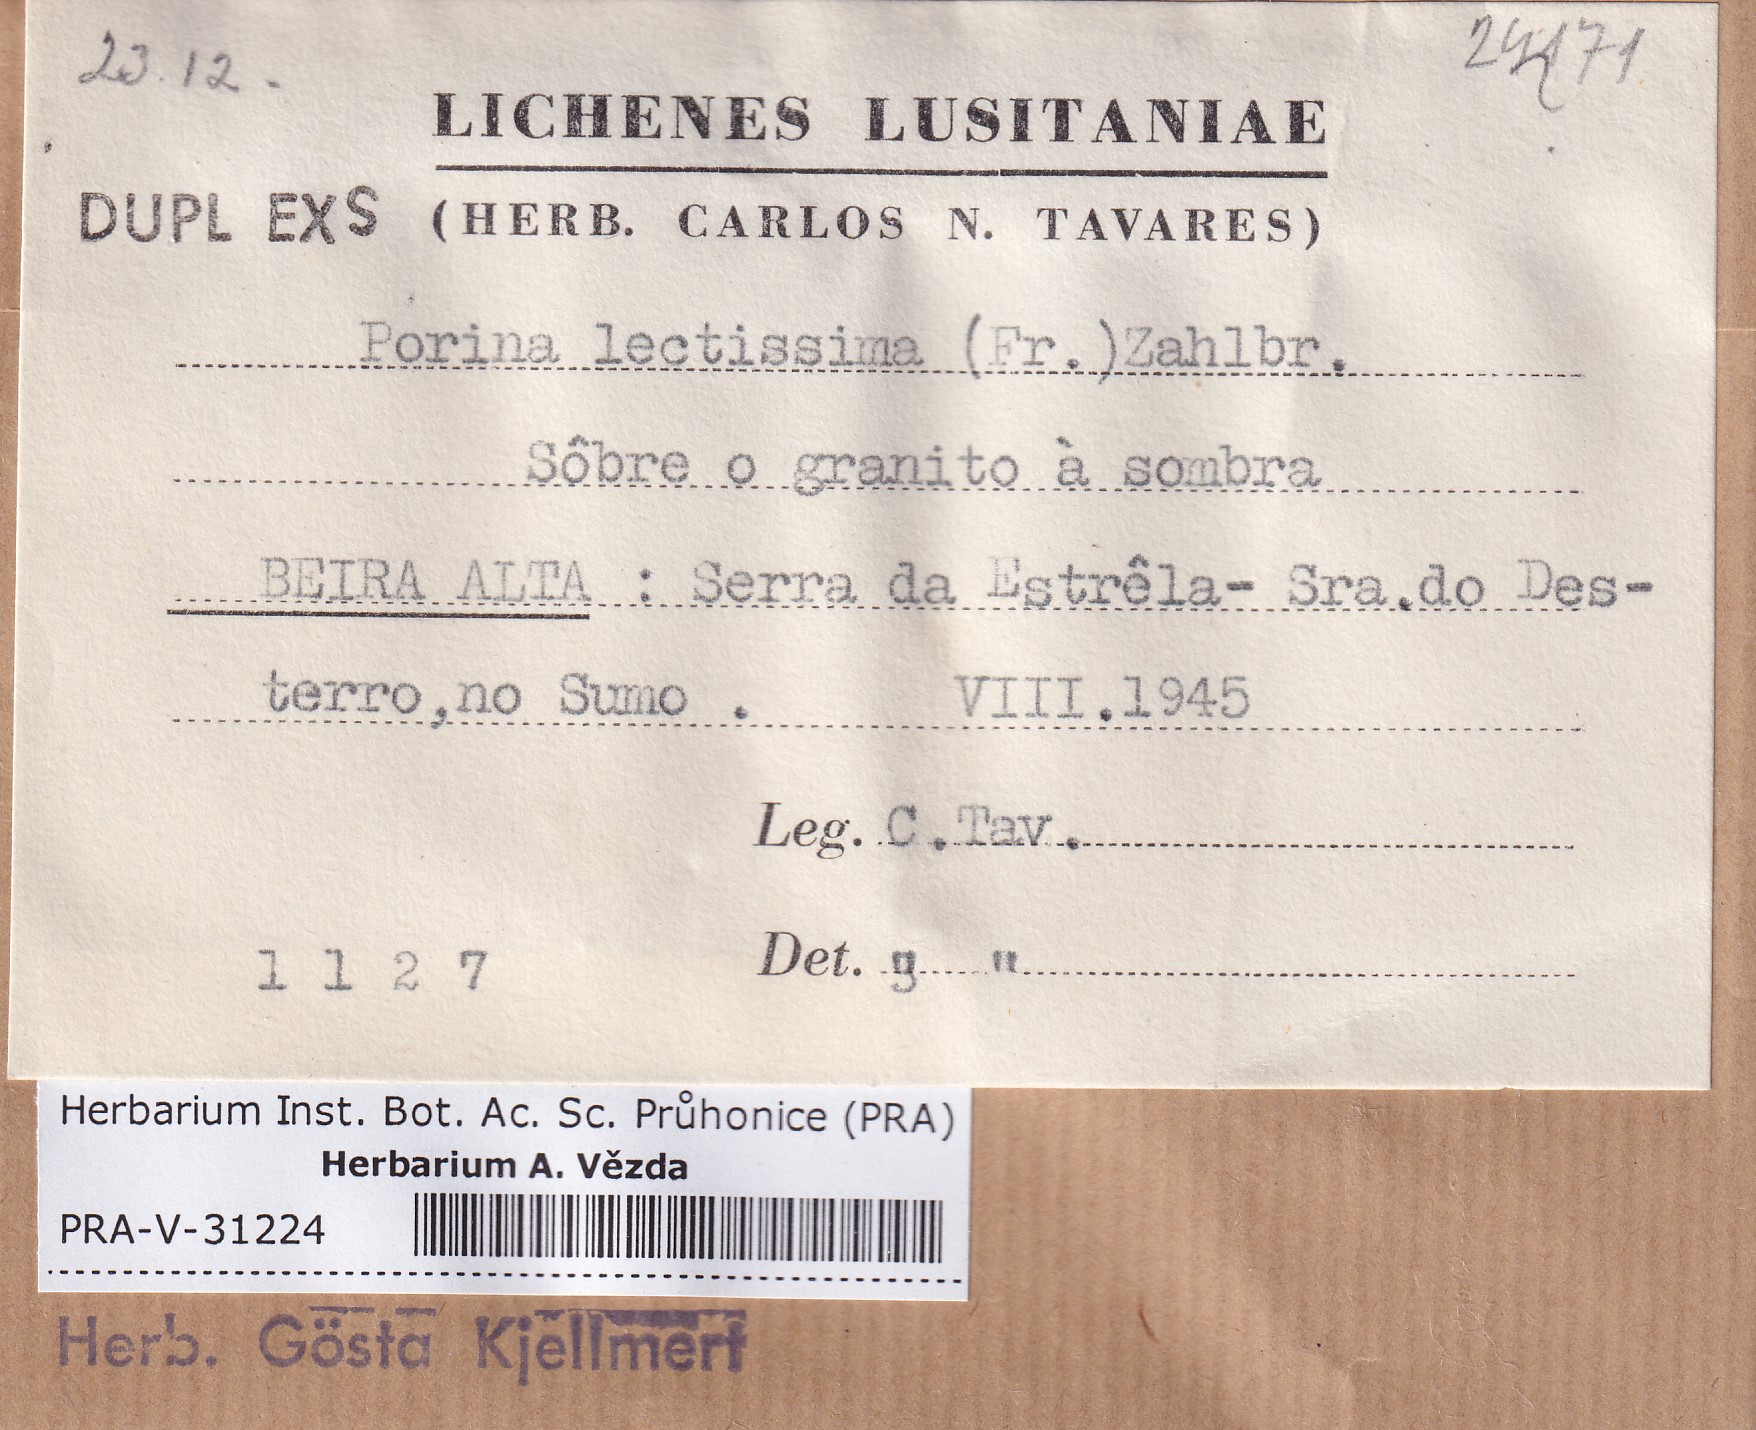 23.12.
LICHENES LUSITANIAE
DUPL EXS (HERB. CARLOS N. TAVARES)
Porina lectissima (Fr.)Zahlbr.
Sôbre o granito à sombra
BEIRA ALTA : Serra da Estrêla- Sra.do Des-
terro,no Sumo . VIII.1945
Leg. C.Tav.
1127 Det. " "
Herbarium Inst. Bot. Ac. Sc. Průhonice (PRA)
Herbarium A. Vězda
PRA-V-31224
Herb. Gösta Kjellmert